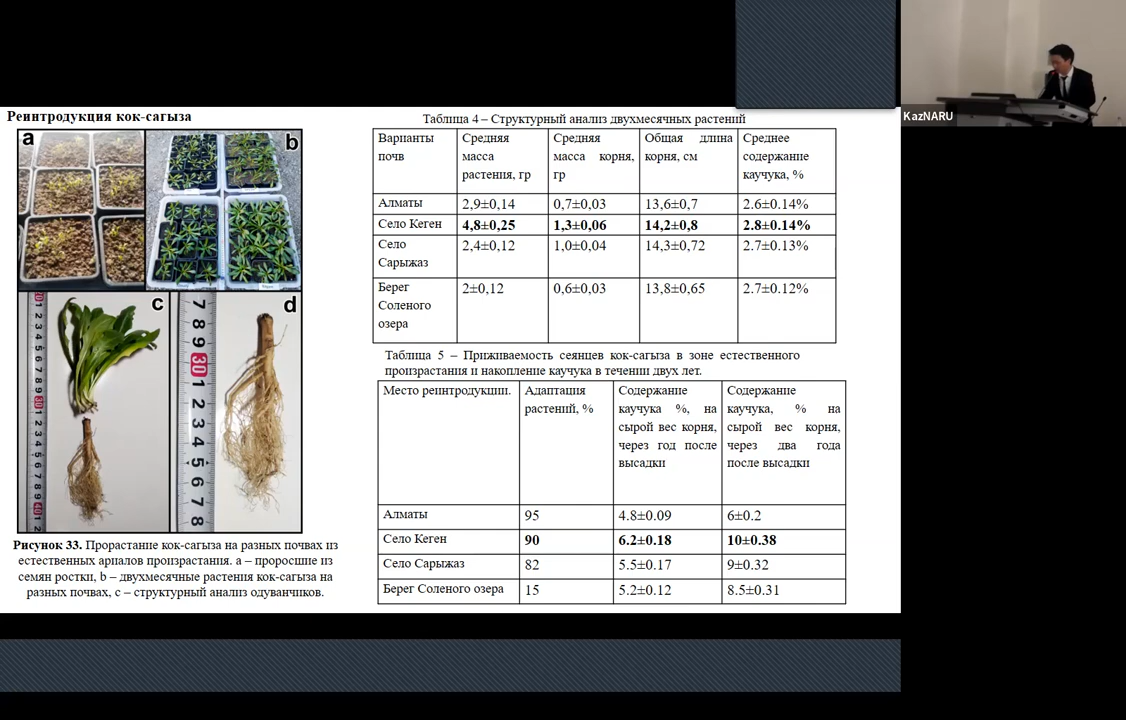 Реинтродукция кок-сагыза
a
b
c
d
Рисунок 33. Прорастание кок-сагыза на разных почвах из
естественных ариалов произрастания. a – проросшие из
семян ростки, b – двухмесячные растения кок-сагыза на
разных почвах, c – структурный анализ одуванчиков.
Таблица 4 – Структурный анализ двухмесячных растений
Варианты почв | Средняя масса растения, гр | Средняя масса корня, гр | Общая длина корня, см | Среднее содержание каучука, %
Алматы | 2,9±0,14 | 0,7±0,03 | 13,6±0,7 | 2.6±0.14%
Село Кеген | 4,8±0,25 | 1,3±0,06 | 14,2±0,8 | 2.8±0.14%
Село Сарыжаз | 2,4±0,12 | 1,0±0,04 | 14,3±0,72 | 2.7±0.13%
Берег Соленого озера | 2±0,12 | 0,6±0,03 | 13,8±0,65 | 2.7±0.12%
Таблица 5 – Приживаемость сеянцев кок-сагыза в зоне естественного
произрастания и накопление каучука в течении двух лет.
Место реинтродукции. | Адаптация растений, % | Содержание каучука %, на сырой вес корня, через год после высадки | Содержание каучука, % на сырой вес корня, через два года после высадки
Алматы | 95 | 4.8±0.09 | 6±0.2
Село Кеген | 90 | 6.2±0.18 | 10±0.38
Село Сарыжаз | 82 | 5.5±0.17 | 9±0.32
Берег Соленого озера | 15 | 5.2±0.12 | 8.5±0.31
KazNARU